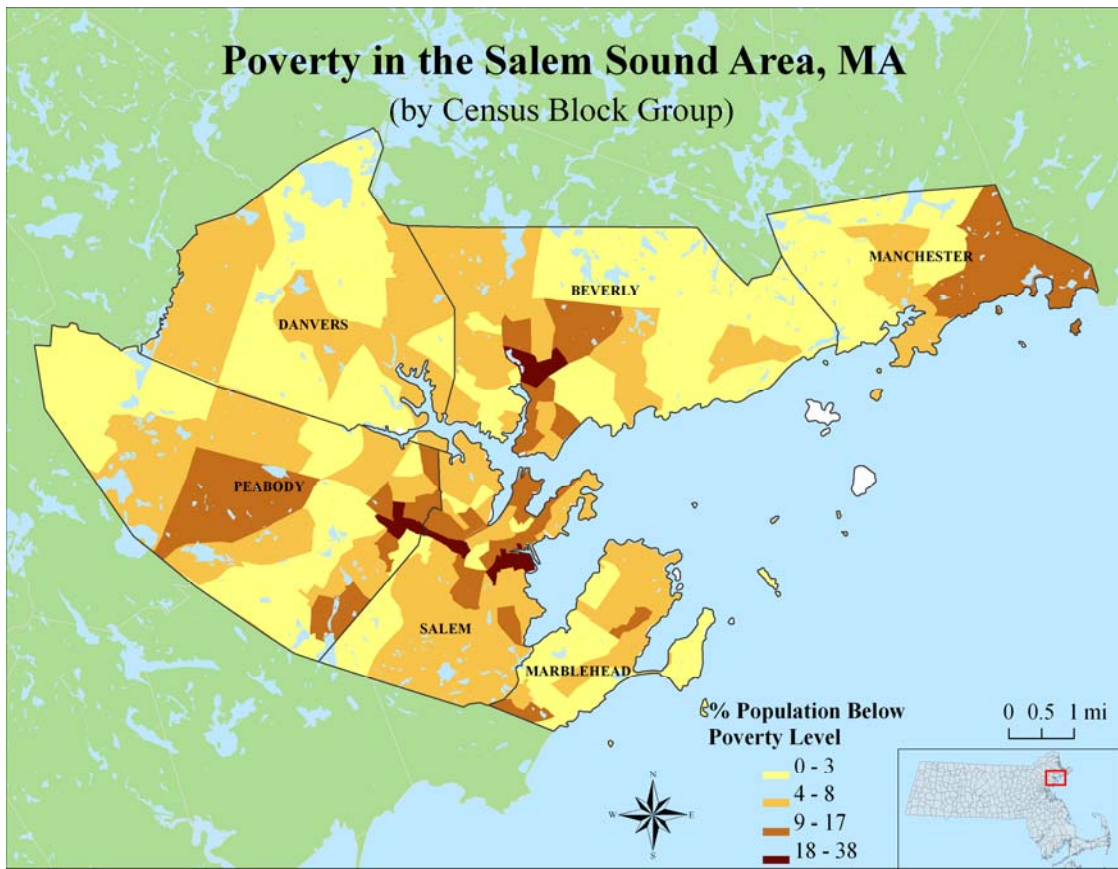 Poverty in the Salem Sound Area, MA
(by Census Block Group)
MANCHESTER
BEVERLY
DANVERS
PEABODY
SALEM
MARBLEHEAD
% Population Below
Poverty Level
0 - 3
4 - 8
9 - 17
18 - 38
0 0.5 1 mi
N
W E
S